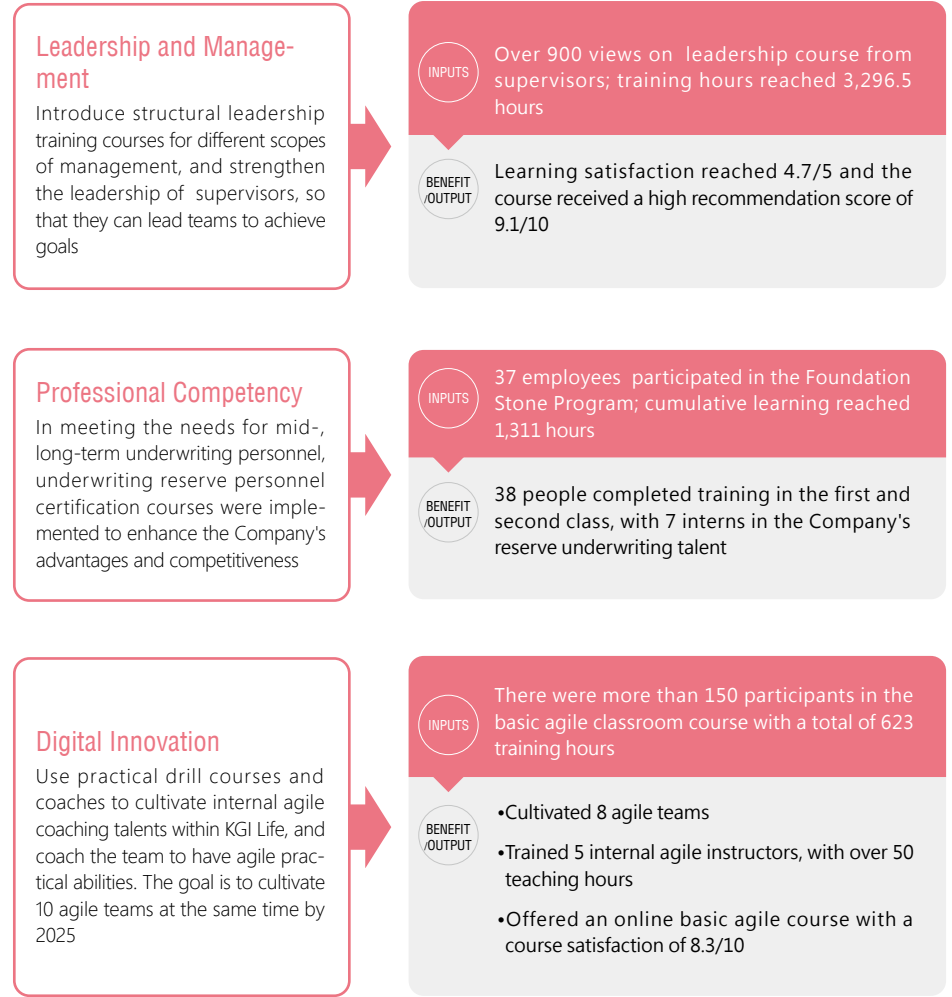 Leadership and Manage-
ment
Introduce structural leadership
training courses for different scopes
of management, and strengthen
the leadership of supervisors, so
that they can lead teams to achieve
goals
INPUTS
Over 900 views on leadership course from
supervisors; training hours reached 3,296.5
hours
BENEFIT
/OUTPUT
Learning satisfaction reached 4.7/5 and the
course received a high recommendation score of
9.1/10
Professional Competency
In meeting the needs for mid-,
long-term underwriting personnel,
underwriting reserve personnel
certification courses were imple-
mented to enhance the Company's
advantages and competitiveness
INPUTS
37 employees participated in the Foundation
Stone Program; cumulative learning reached
1,311 hours
BENEFIT
/OUTPUT
38 people completed training in the first and
second class, with 7 interns in the Company's
reserve underwriting talent
Digital Innovation
Use practical drill courses and
coaches to cultivate internal agile
coaching talents within KGI Life, and
coach the team to have agile prac-
tical abilities. The goal is to cultivate
10 agile teams at the same time by
2025
INPUTS
There were more than 150 participants in the
basic agile classroom course with a total of 623
training hours
BENEFIT
/OUTPUT
•Cultivated 8 agile teams
•Trained 5 internal agile instructors, with over 50
teaching hours
•Offered an online basic agile course with a
course satisfaction of 8.3/10